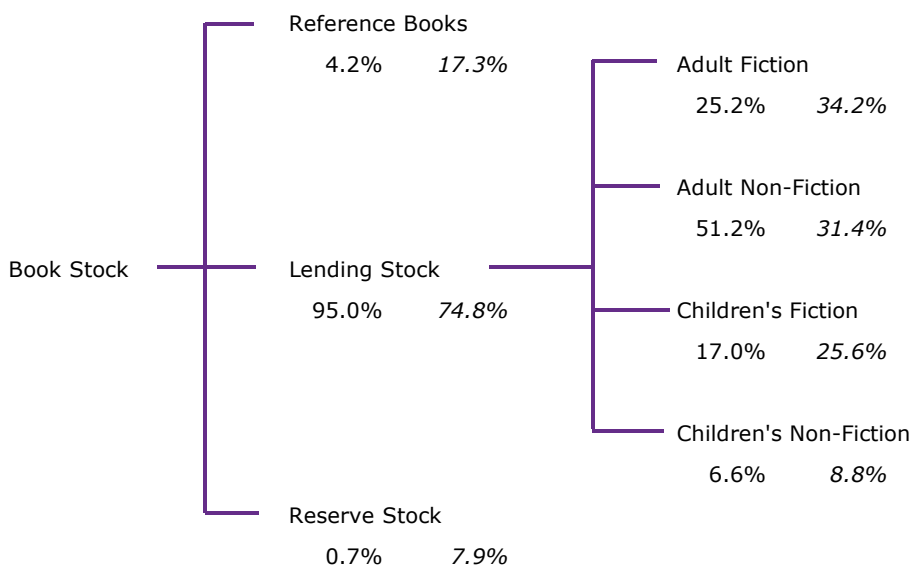 Reference Books
4.2% 17.3%
Adult Fiction
25.2% 34.2%
Adult Non-Fiction
51.2% 31.4%
Book Stock
Lending Stock
95.0% 74.8%
Children's Fiction
17.0% 25.6%
Children's Non-Fiction
6.6% 8.8%
Reserve Stock
0.7% 7.9%